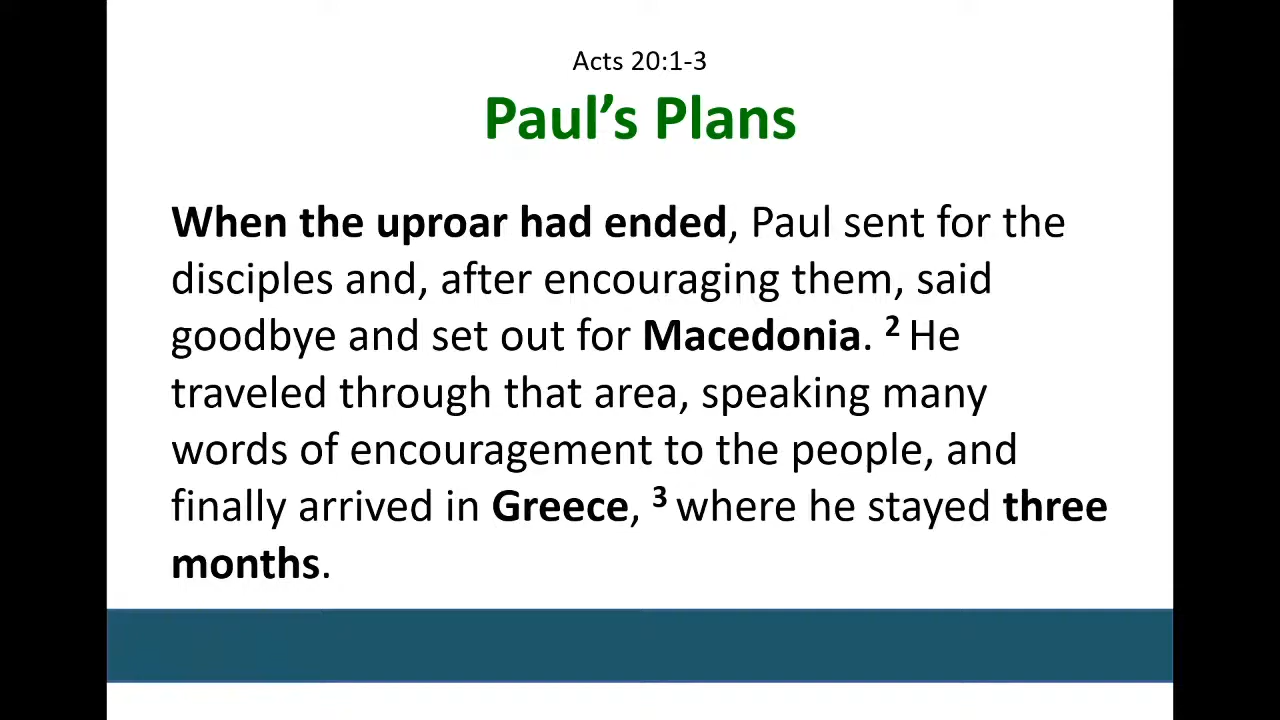 Acts 20:1-3
Paul’s Plans
When the uproar had ended, Paul sent for the
disciples and, after encouraging them, said
goodbye and set out for Macedonia. ² He
traveled through that area, speaking many
words of encouragement to the people, and
finally arrived in Greece, ³ where he stayed three
months.